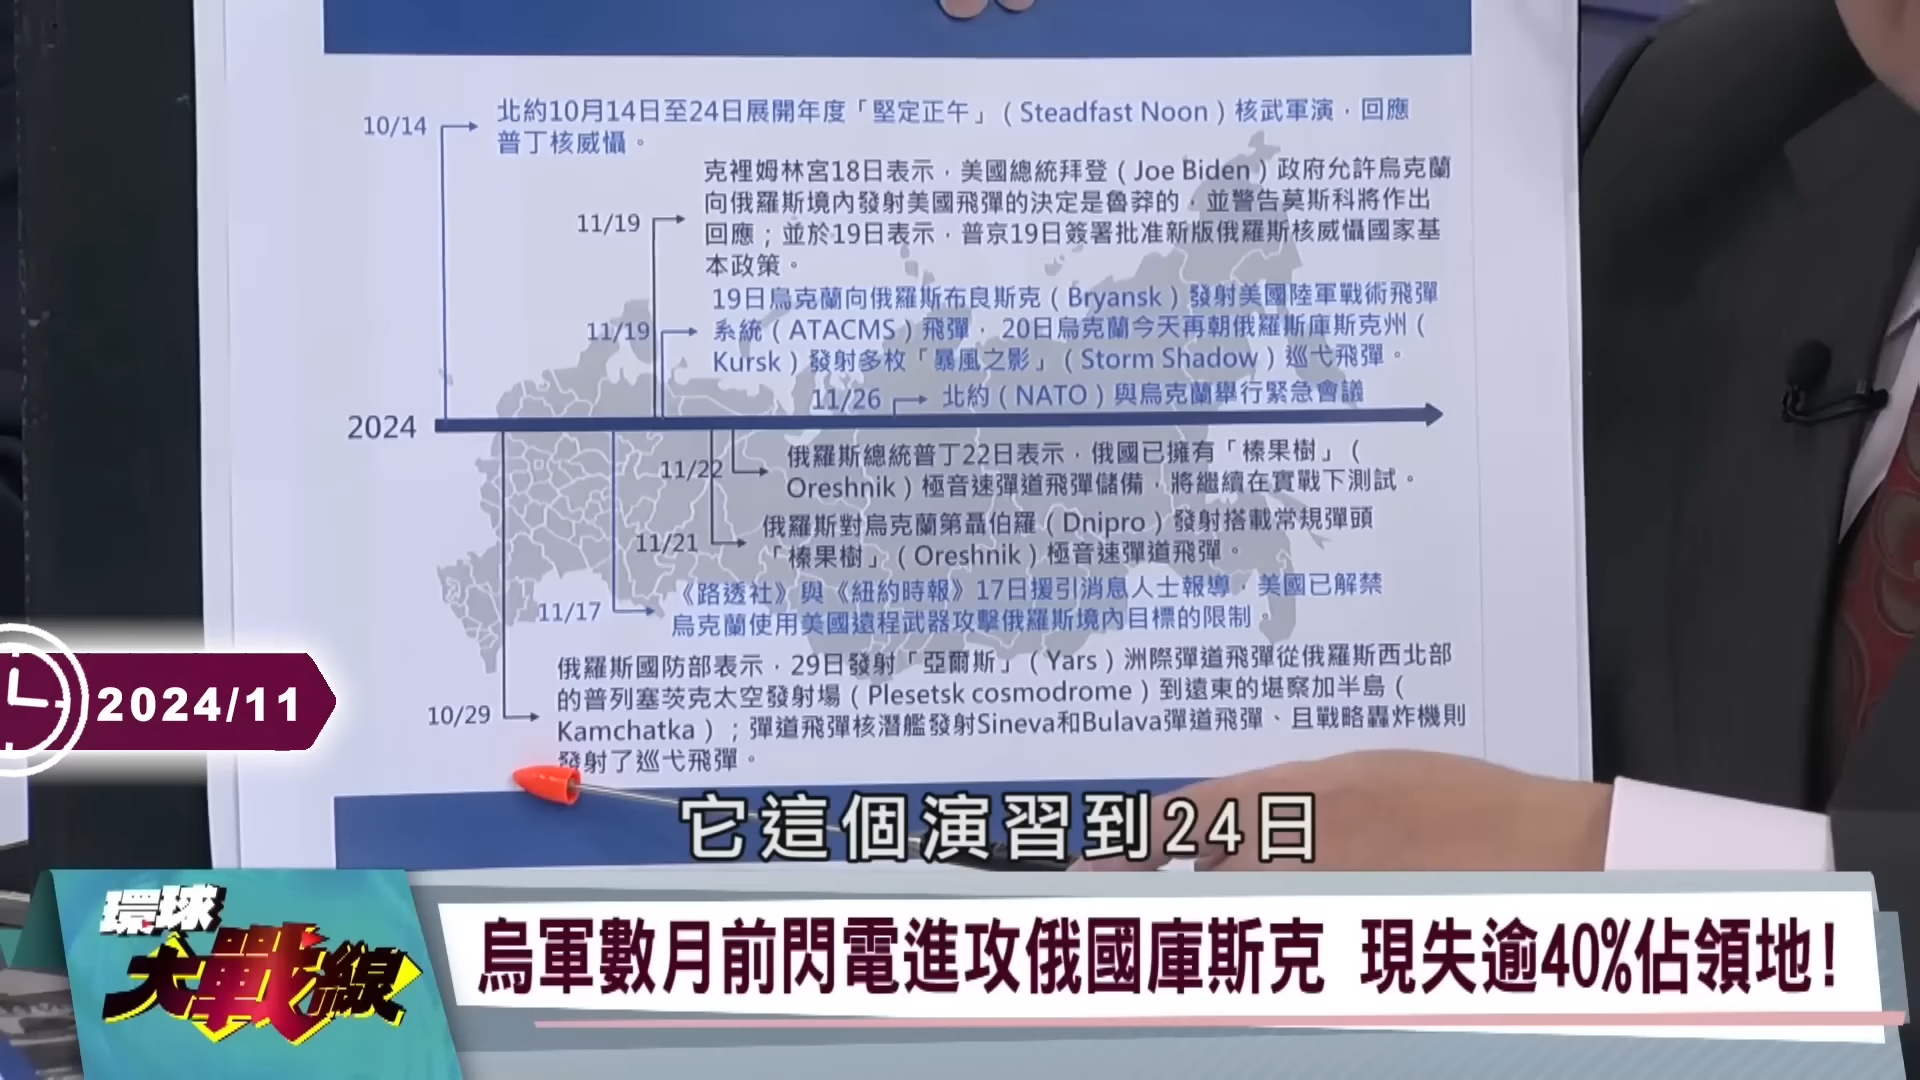 10/14
北約10月14日至24日展開年度「堅定正午」（Steadfast Noon）核武軍演，回應
普丁核威懾。
11/19
克裡姆林宮18日表示，美國總統拜登（Joe Biden）政府允許烏克蘭
向俄羅斯境內發射美國飛彈的決定是魯莽的，並警告莫斯科將作出
回應；並於19日表示，普京19日簽署批准新版俄羅斯核威懾國家基
本政策。
11/19
19日烏克蘭向俄羅斯布良斯克（Bryansk）發射美國陸軍戰術飛彈
系統（ATACMS）飛彈， 20日烏克蘭今天再朝俄羅斯庫斯克州（
Kursk）發射多枚「暴風之影」（Storm Shadow）巡弋飛彈。
11/26
北約（NATO）與烏克蘭舉行緊急會議
2024
11/22
俄羅斯總統普丁22日表示，俄國已擁有「榛果樹」（
Oreshnik）極音速彈道飛彈儲備，將繼續在實戰下測試。
11/21
俄羅斯對烏克蘭第聶伯羅（Dnipro）發射搭載常規彈頭
「榛果樹」（Oreshnik）極音速彈道飛彈。
11/17
《路透社》與《紐約時報》17日援引消息人士報導，美國已解禁
烏克蘭使用美國遠程武器攻擊俄羅斯境內目標的限制。
10/29
俄羅斯國防部表示，29日發射「亞爾斯」（Yars）洲際彈道飛彈從俄羅斯西北部
的普列塞茨克太空發射場（Plesetsk cosmodrome）到遠東的堪察加半島（
Kamchatka）；彈道飛彈核潛艦發射Sineva和Bulava彈道飛彈、且戰略轟炸機則
發射了巡弋飛彈。
2024/11
它這個演習到24日
環球
大戰線
烏軍數月前閃電進攻俄國庫斯克 現失逾40%佔領地!